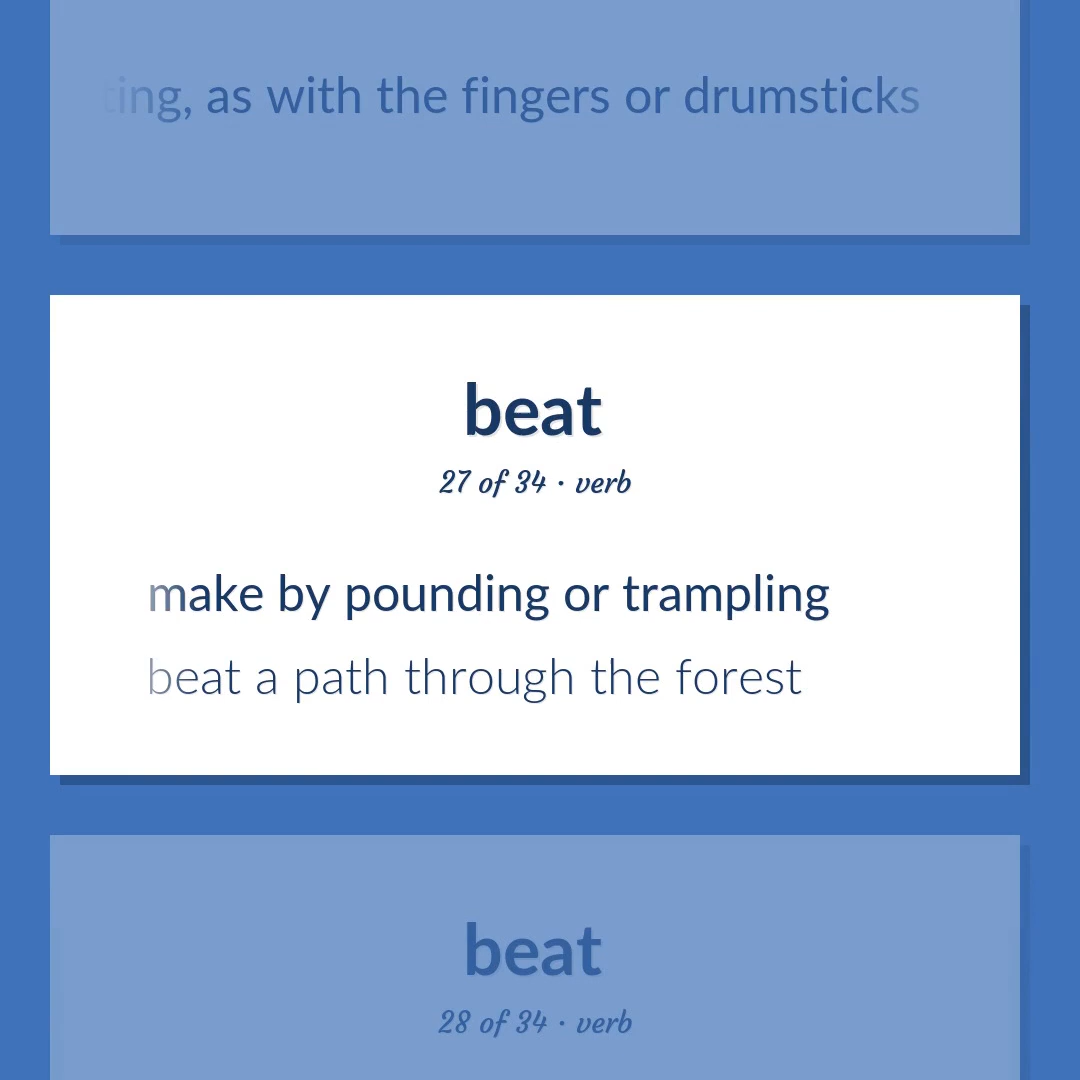 ting, as with the fingers or drumsticks
beat
27 of 34 · verb
make by pounding or trampling
beat a path through the forest
beat
28 of 34 · verb